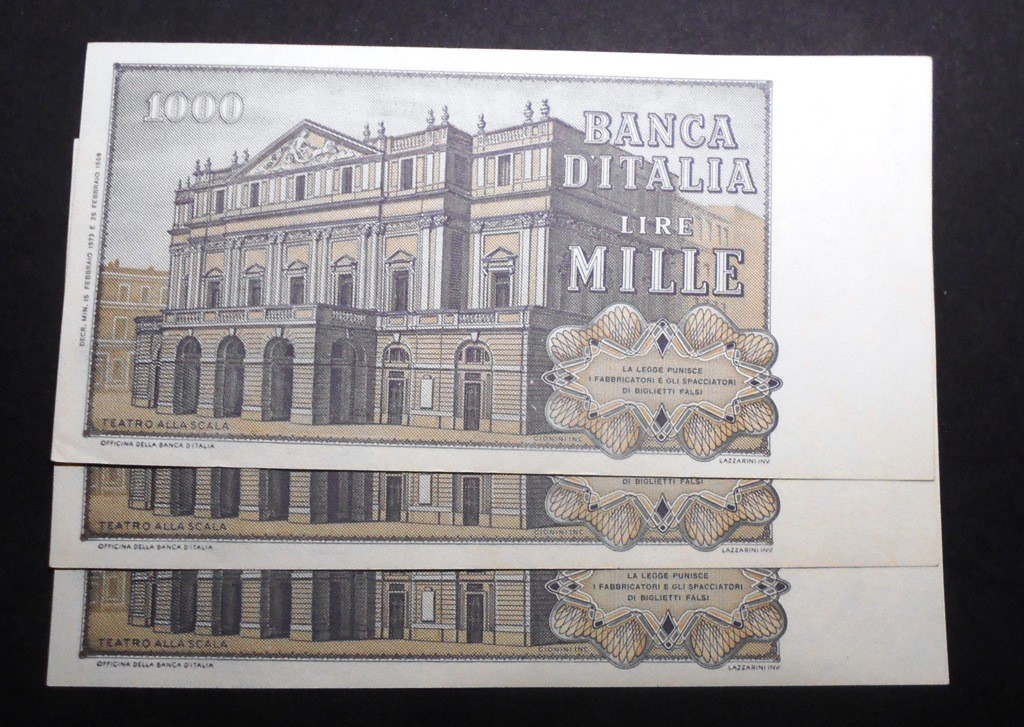 1000
BANCA
D'ITALIA
LIRE
MILLE
DECR. MIN. 15 FEBBRAIO 1973 E 26 FEBBRAIO 1969
LA LEGGE PUNISCE
I FABBRICATORI E GLI SPACCIATORI
DI BIGLIETTI FALSI
TEATRO ALLA SCALA
CIONINI INC.
OFFICINA DELLA BANCA D'ITALIA
LAZZARINI INV.
DI BIGLIETTI FALSI
TEATRO ALLA SCALA
CIONINI INC.
OFFICINA DELLA BANCA D'ITALIA
LAZZARINI INV.
LA LEGGE PUNISCE
I FABBRICATORI E GLI SPACCIATORI
DI BIGLIETTI FALSI
TEATRO ALLA SCALA
CIONINI INC.
OFFICINA DELLA BANCA D'ITALIA
LAZZARINI INV.